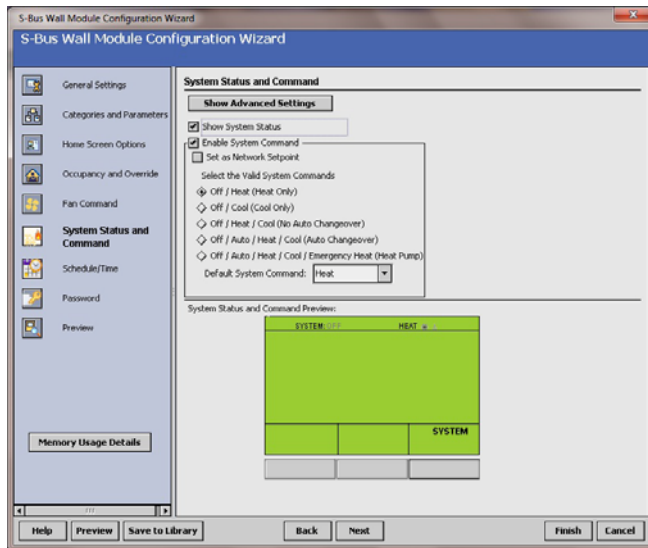 S-Bus Wall Module Configuration Wizard
S-Bus Wall Module Configuration Wizard
General Settings
Categories and Parameters
Home Screen Options
Occupancy and Override
Fan Command
System Status and
Command
Schedule/Time
Password
Preview
Memory Usage Details
System Status and Command
Show Advanced Settings
Show System Status
Enable System Command
Set as Network Setpoint
Select the Valid System Commands
Off / Heat (Heat Only)
Off / Cool (Cool Only)
Off / Heat / Cool (No Auto Changeover)
Off / Auto / Heat / Cool (Auto Changeover)
Off / Auto / Heat / Cool / Emergency Heat (Heat Pump)
Default System Command: Heat
System Status and Command Preview:
SYSTEM:OFF HEAT
SYSTEM
Help Preview Save to Library Back Next Finish Cancel